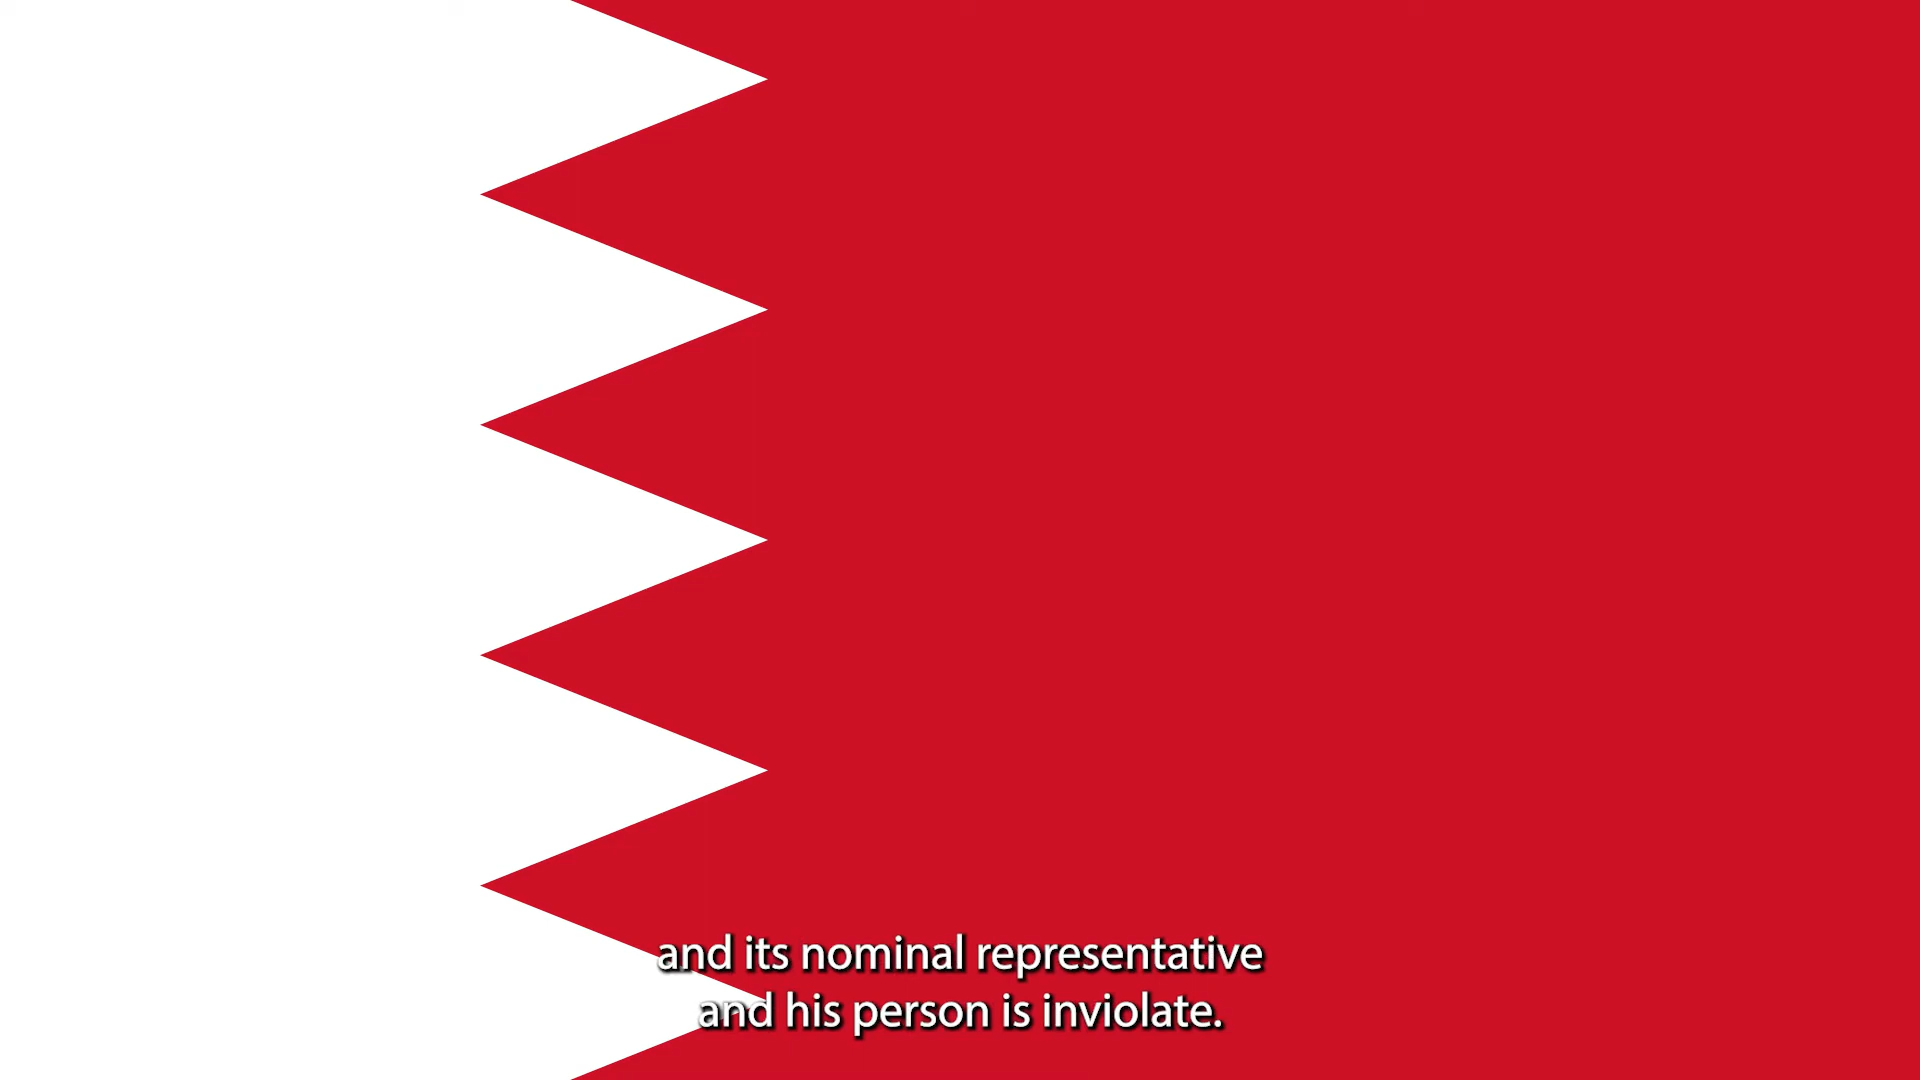 and its nominal representative
and his person is inviolate.